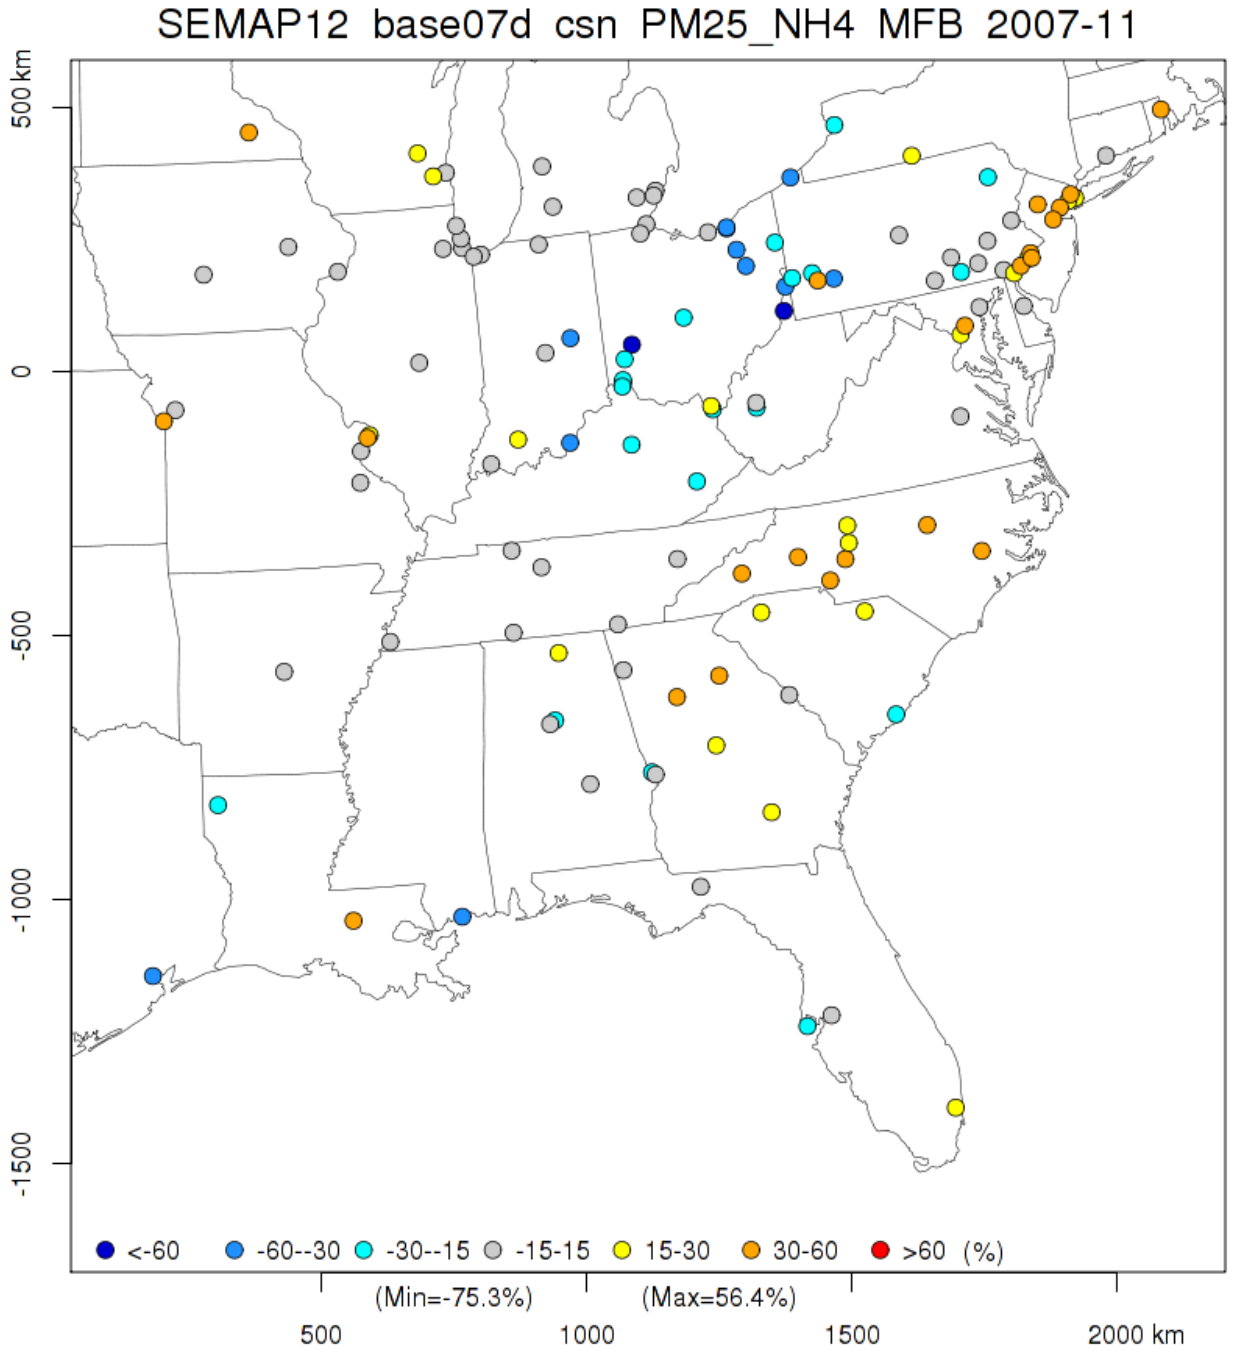 SEMAP12 base07d csn PM25_NH4 MFB 2007-11
500 km
0
-500
-1000
-1500
<-60 -60--30 -30--15 -15-15 15-30 30-60 >60 (%)
(Min=-75.3%) (Max=56.4%)
500 1000 1500 2000 km